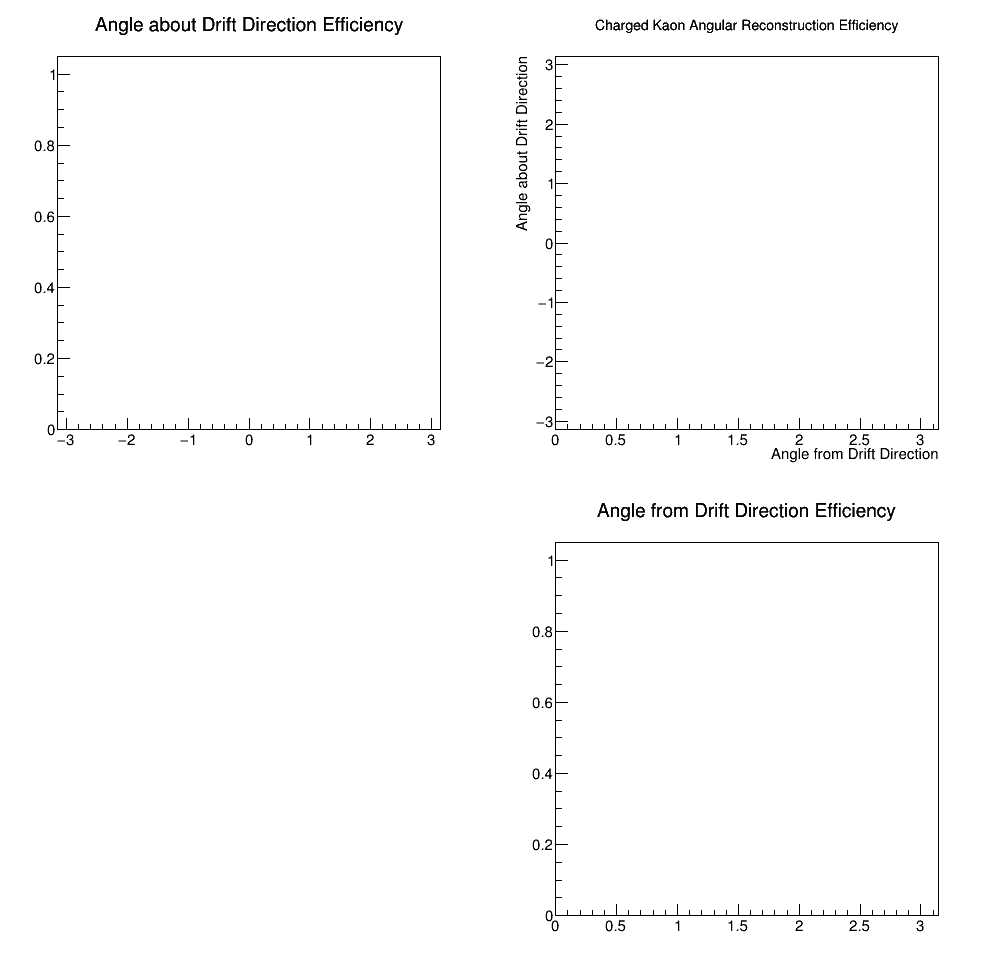 Angle about Drift Direction Efficiency
1
0.8
0.6
0.4
0.2
0
−3 −2 −1 0 1 2 3
Charged Kaon Angular Reconstruction Efficiency
Angle about Drift Direction
3
2
1
0
−1
−2
−3
0 0.5 1 1.5 2 2.5 3
Angle from Drift Direction
Angle from Drift Direction Efficiency
1
0.8
0.6
0.4
0.2
0
0 0.5 1 1.5 2 2.5 3